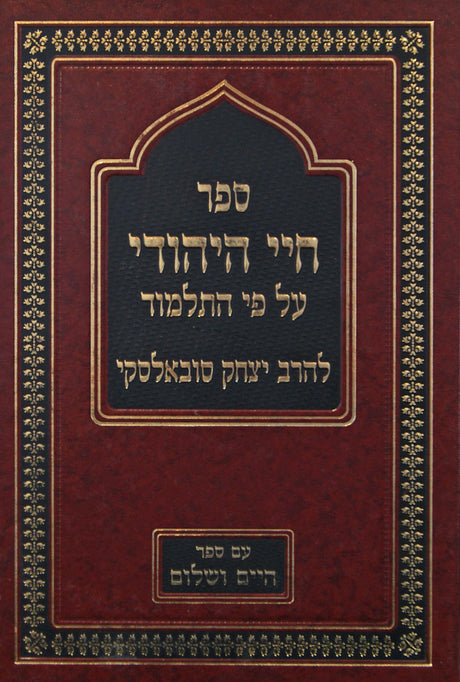 ספר
חיי היהודי
על פי התלמוד
להרב יצחק סובאלסקי
עם ספר
חיים ושלום